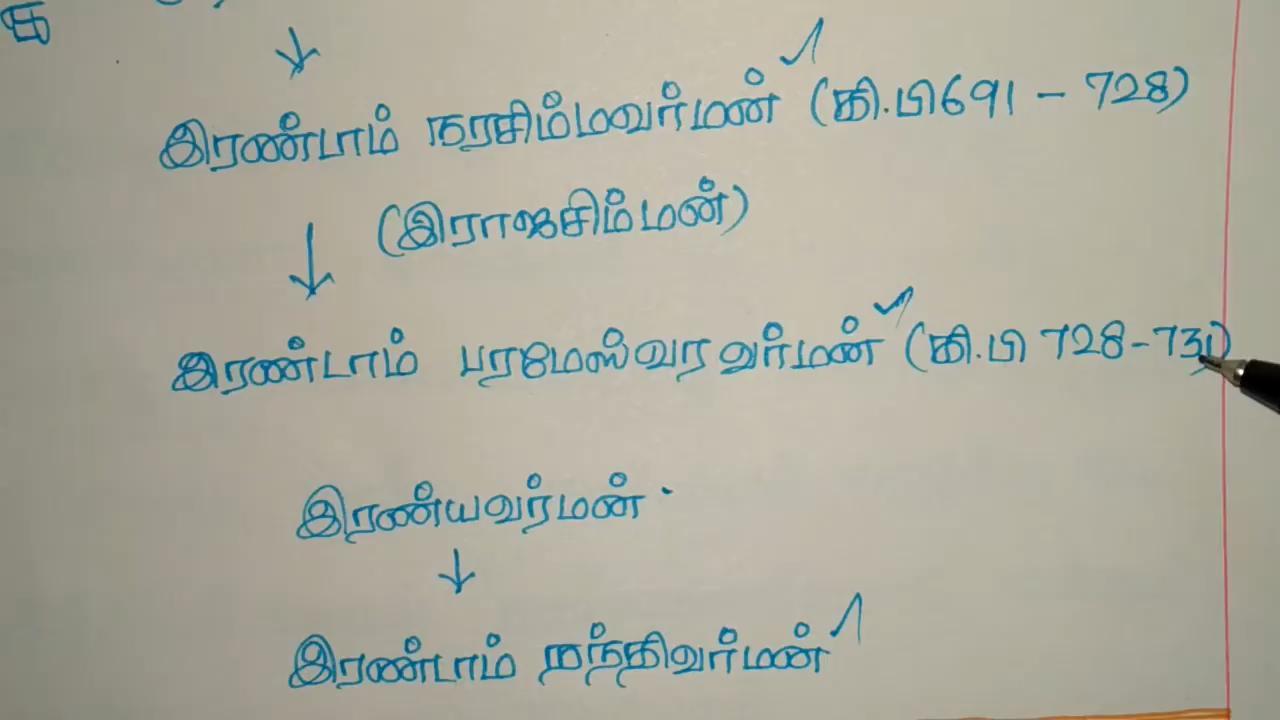 இரண்டாம் நரசிம்மவர்மன் (கி.பி 691 - 728)
(இராஜசிம்மன்)
இரண்டாம் பரமேஸ்வரவர்மன் (கி.பி 728-731)
இரண்யவர்மன்
இரண்டாம் நந்திவர்மன்